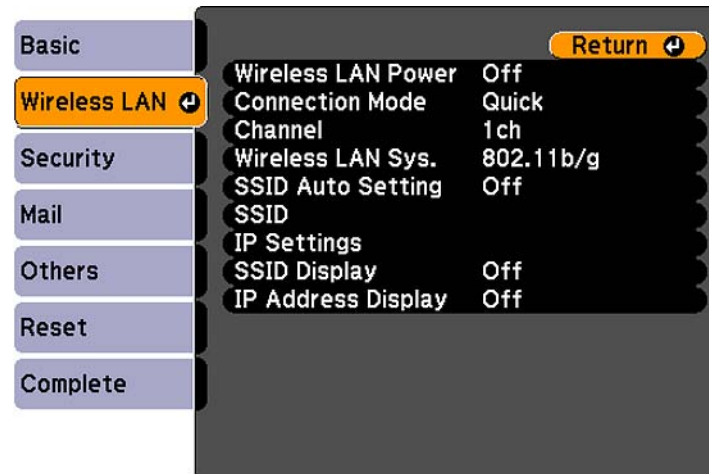 Basic
Wireless LAN
Security
Mail
Others
Reset
Complete
Return
Wireless LAN Power Off
Connection Mode Quick
Channel 1ch
Wireless LAN Sys. 802.11b/g
SSID Auto Setting Off
SSID
IP Settings
SSID Display Off
IP Address Display Off